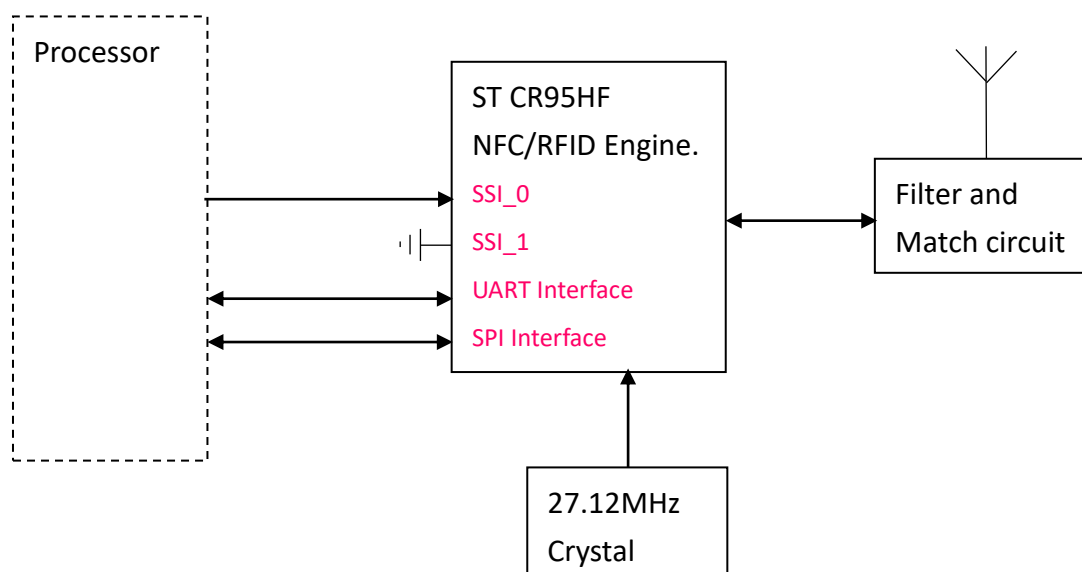 Processor
ST CR95HF
NFC/RFID Engine.
SSI_0
SSI_1
UART Interface
SPI Interface
Filter and
Match circuit
27.12MHz
Crystal